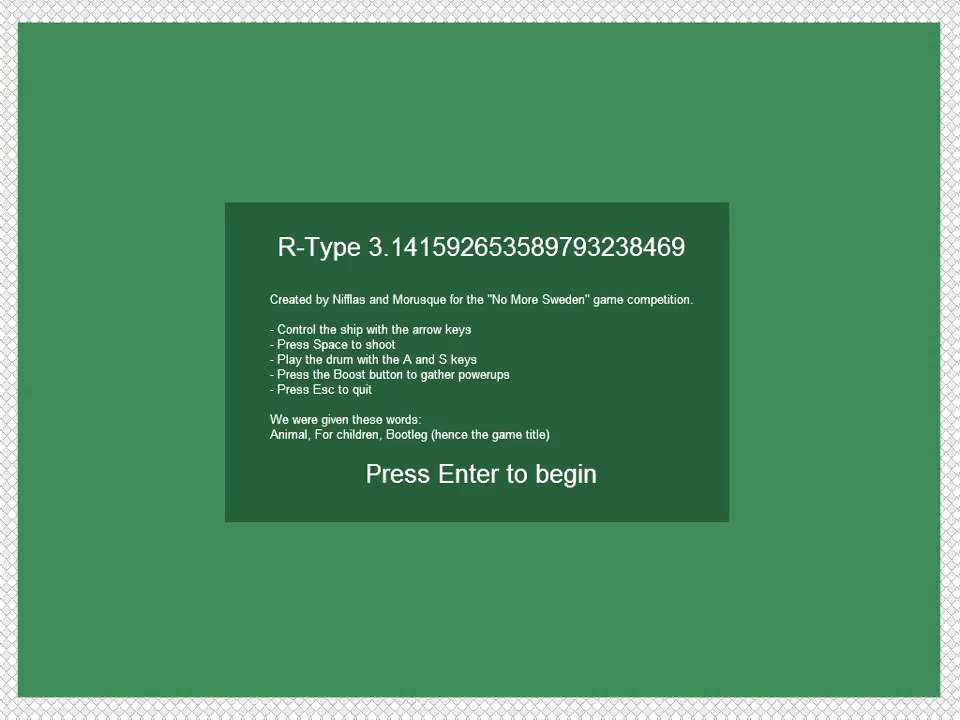 R-Type 3.141592653589793238469
Created by Nifflas and Morusque for the "No More Sweden" game competition.
- Control the ship with the arrow keys
- Press Space to shoot
- Play the drum with the A and S keys
- Press the Boost button to gather powerups
- Press Esc to quit
We were given these words:
Animal, For children, Bootleg (hence the game title)
Press Enter to begin